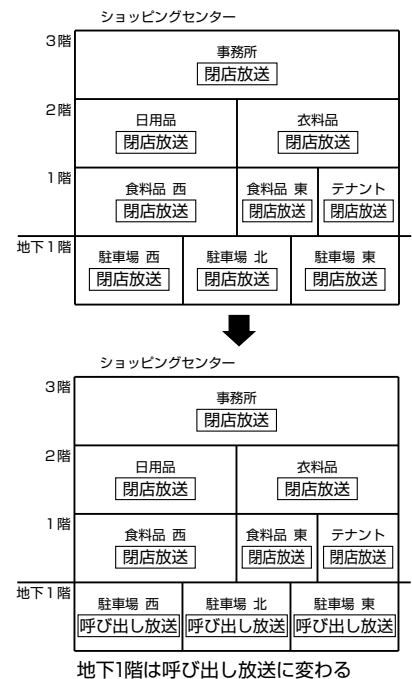 ショッピングセンター
3階
事務所
閉店放送
2階
日用品 衣料品
閉店放送 閉店放送
1階
食料品 西 食料品 東 テナント
閉店放送 閉店放送 閉店放送
地下1階
駐車場 西 駐車場 北 駐車場 東
閉店放送 閉店放送 閉店放送
ショッピングセンター
3階
事務所
閉店放送
2階
日用品 衣料品
閉店放送 閉店放送
1階
食料品 西 食料品 東 テナント
閉店放送 閉店放送 閉店放送
地下1階
駐車場 西 駐車場 北 駐車場 東
呼び出し放送 呼び出し放送 呼び出し放送
地下1階は呼び出し放送に変わる